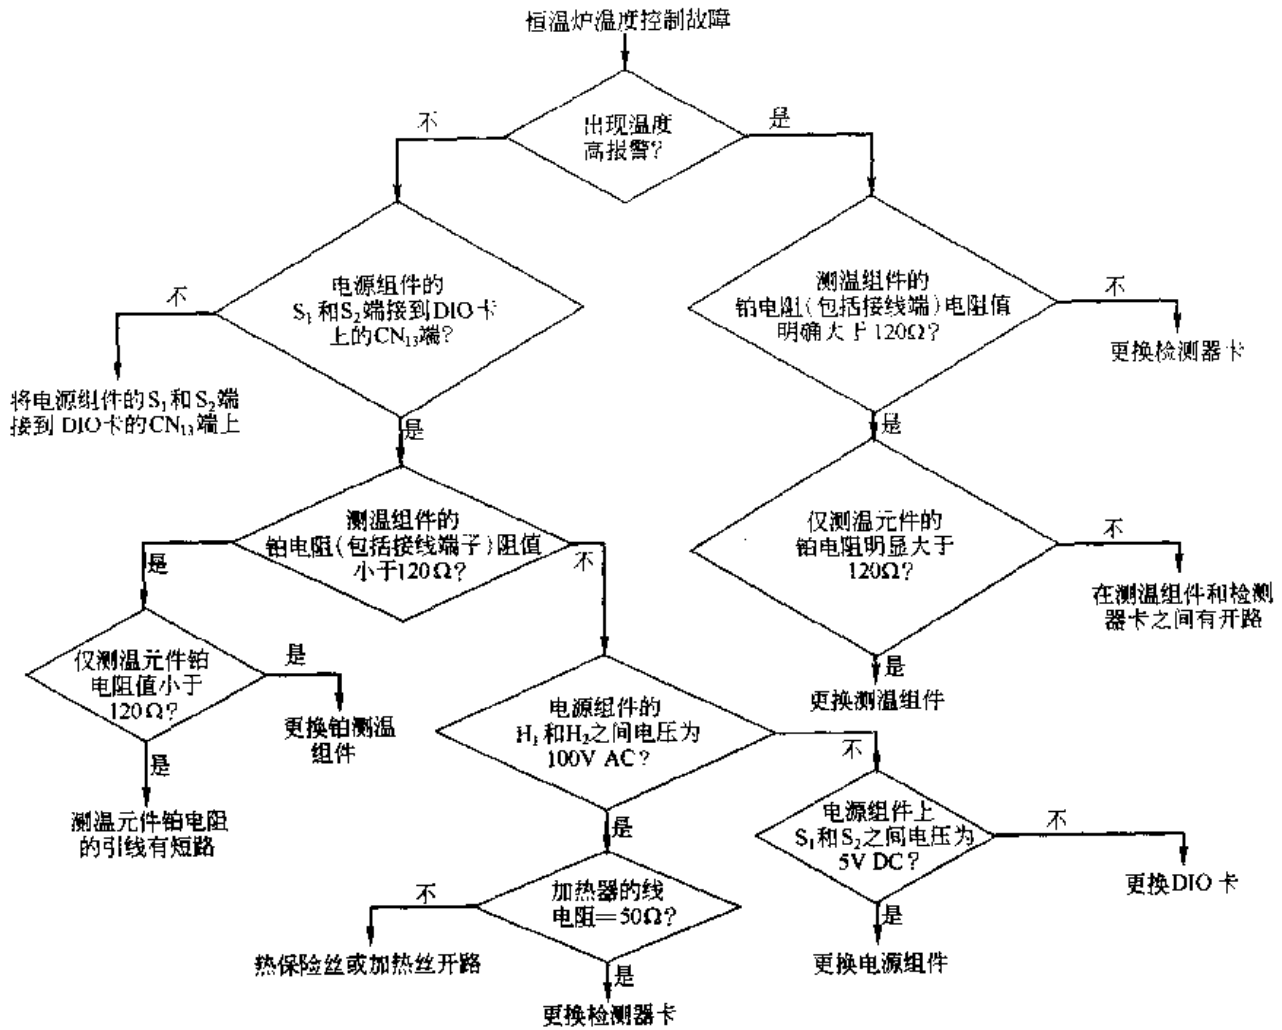 恒温炉温度控制故障
不
是
出现温度
高报警?
电源组件的
S₁和S₂端接到DIO卡
上的CN₁₃端?
不
测温组件的
铂电阻(包括接线端)电阻值
明确大于120Ω?
不
更换检测器卡
将电源组件的S₁和S₂端
接到DIO卡的CN₁₃端上
是
是
测温组件的
铂电阻(包括接线端子)阻值
小于120Ω?
是
不
仅测温元件的
铂电阻明显大于
120Ω?
不
在测温组件和检测
器卡之间有开路
仅测温元件铂
电阻值小于
120Ω?
是
更换铂测温
组件
是
更换测温组件
电源组件的
H₁和H₂之间电压为
100V AC?
不
是
测温元件铂电阻
的引线有短路
是
电源组件上
S₁和S₂之间电压为
5V DC?
不
更换DIO卡
加热器的线
电阻=50Ω?
不
热保险丝或加热丝开路
是
更换电源组件
是
更换检测器卡